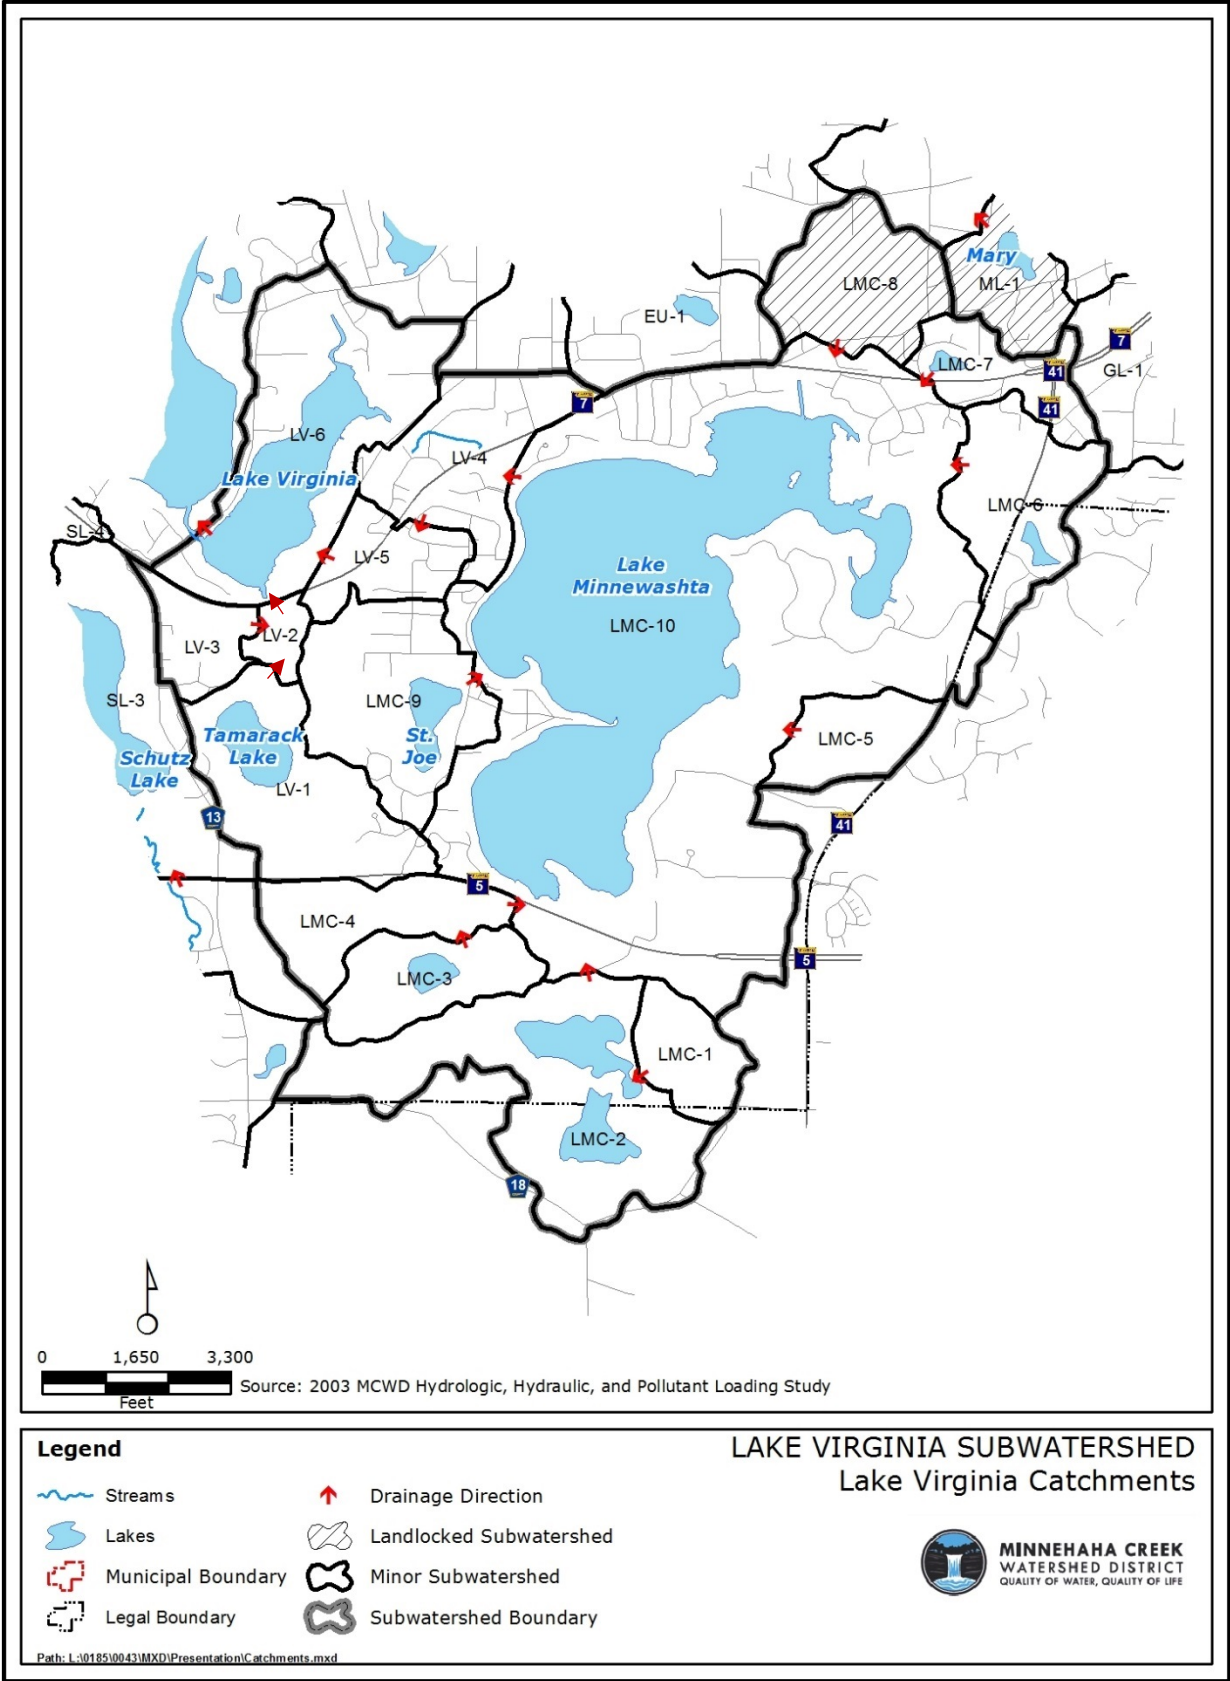 LMC-8
Mary
ML-1
EU-1
7
LMC-7
41
GL-1
7
41
LV-6
LV-4
Lake Virginia
LMC-6
SL-4
LV-5
Lake
Minnewashta
LMC-10
LV-2
LV-3
SL-3
LMC-9
Tamarack
Lake
St.
Joe
LMC-5
Schutz
Lake
LV-1
13
41
5
LMC-4
5
LMC-3
LMC-1
LMC-2
18
0 1,650 3,300
Feet
Source: 2003 MCWD Hydrologic, Hydraulic, and Pollutant Loading Study
Legend
Streams
Lakes
Municipal Boundary
Legal Boundary
Drainage Direction
Landlocked Subwatershed
Minor Subwatershed
Subwatershed Boundary
Path: L:\0185\0043\MXD\Presentation\Catchments.mxd
LAKE VIRGINIA SUBWATERSHED
Lake Virginia Catchments
MINNEHAHA CREEK
WATERSHED DISTRICT
QUALITY OF WATER, QUALITY OF LIFE